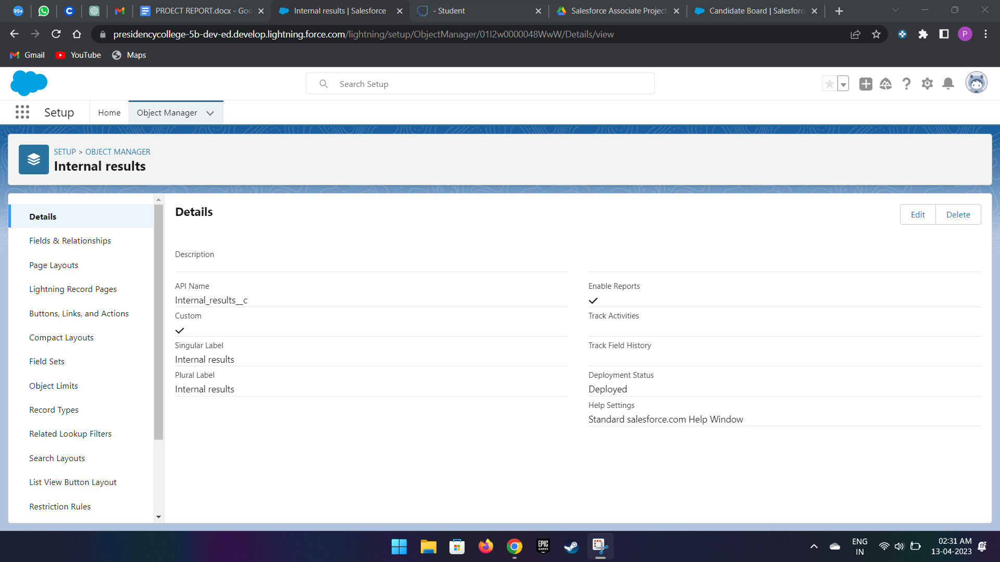 99+
PROECT REPORT.docx - Goo
Internal results | Salesforce
- Student
Salesforce Associate Project
Candidate Board | Salesforc
presidencycollege-5b-dev-ed.develop.lightning.force.com/lightning/setup/ObjectManager/01I2w0000048WwW/Details/view
P
Gmail
YouTube
Maps
Search Setup
Setup
Home
Object Manager
SETUP > OBJECT MANAGER
Internal results
Details
Fields & Relationships
Page Layouts
Lightning Record Pages
Buttons, Links, and Actions
Compact Layouts
Field Sets
Object Limits
Record Types
Related Lookup Filters
Search Layouts
List View Button Layout
Restriction Rules
Details
Edit
Delete
Description
API Name
Internal_results__c
Custom
Singular Label
Internal results
Plural Label
Internal results
Enable Reports
Track Activities
Track Field History
Deployment Status
Deployed
Help Settings
Standard salesforce.com Help Window
EPIC
GAMES
ENG
IN
02:31 AM
13-04-2023